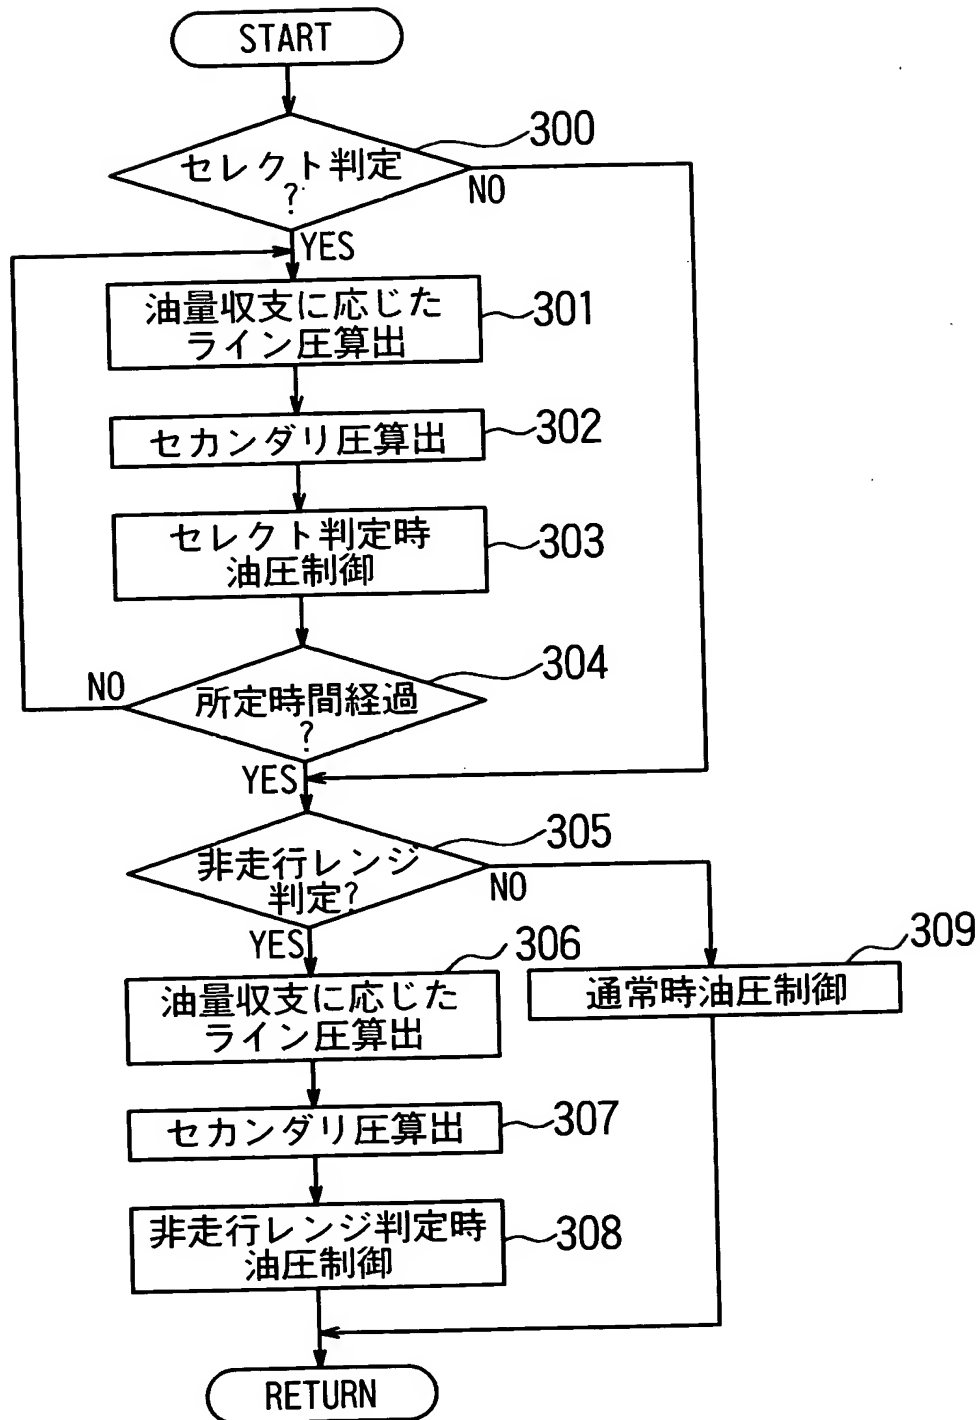 START
300
セレクト判定
?
NO
YES
油量収支に応じた
ライン圧算出
301
セカンダリ圧算出
302
セレクト判定時
油圧制御
303
304
NO
所定時間経過
?
YES
305
非走行レンジ
判定?
NO
YES
306
309
油量収支に応じた
ライン圧算出
通常時油圧制御
セカンダリ圧算出
307
非走行レンジ判定時
油圧制御
308
RETURN